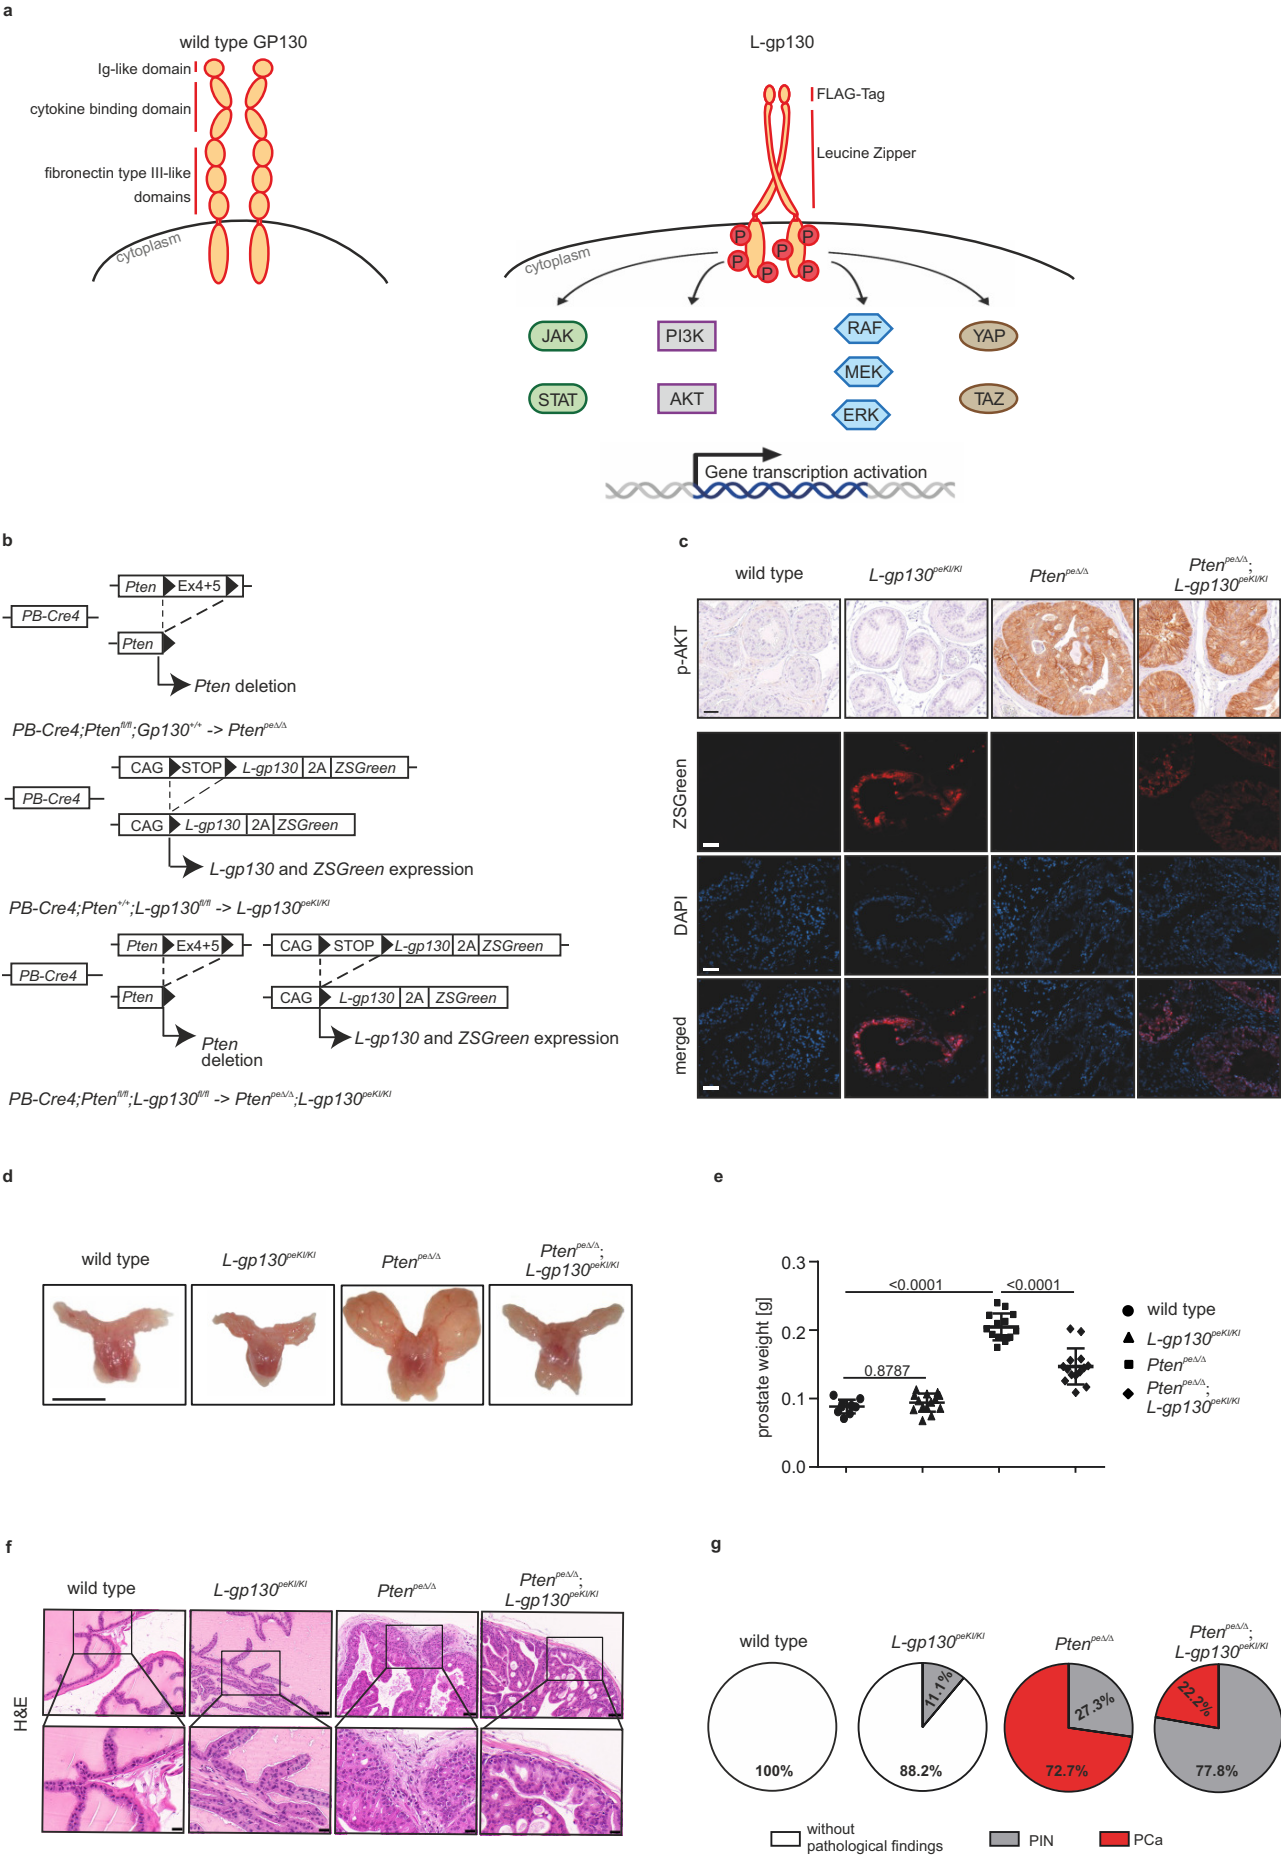 a
wild type GP130
Ig-like domain
cytokine binding domain
fibronectin type III-like
domains
cytoplasm
L-gp130
FLAG-Tag
Leucine Zipper
cytoplasm
P P P P P P
JAK PI3K RAF YAP
MEK
STAT AKT ERK TAZ
Gene transcription activation
b
Pten Ex4+5
PB-Cre4
Pten
Pten deletion
PB-Cre4;Pten^fl/fl;Gp130^+/+ -> Pten^peΔ/Δ
CAG STOP L-gp130 2A ZSGreen
PB-Cre4
CAG L-gp130 2A ZSGreen
L-gp130 and ZSGreen expression
PB-Cre4;Pten^+/+;L-gp130^fl/fl -> L-gp130^peKI/KI
Pten Ex4+5 CAG STOP L-gp130 2A ZSGreen
PB-Cre4
Pten CAG L-gp130 2A ZSGreen
Pten
deletion
L-gp130 and ZSGreen expression
PB-Cre4;Pten^fl/fl;L-gp130^fl/fl -> Pten^peΔ/Δ;L-gp130^peKI/KI
c
wild type L-gp130^peKI/KI Pten^peΔ/Δ Pten^peΔ/Δ;
L-gp130^peKI/KI
p-AKT
ZSGreen
DAPI
merged
d
wild type L-gp130^peKI/KI Pten^peΔ/Δ Pten^peΔ/Δ;
L-gp130^peKI/KI
e
prostate weight [g]
0.3
0.2
0.1
0.0
<0.0001 <0.0001
0.8787
wild type
L-gp130^peKI/KI
Pten^peΔ/Δ
Pten^peΔ/Δ;
L-gp130^peKI/KI
f
wild type L-gp130^peKI/KI Pten^peΔ/Δ Pten^peΔ/Δ;
L-gp130^peKI/KI
H&E
g
wild type L-gp130^peKI/KI Pten^peΔ/Δ Pten^peΔ/Δ;
L-gp130^peKI/KI
100%
11.1%
88.2%
27.3%
72.7%
22.2%
77.8%
without
pathological findings
PIN
PCa